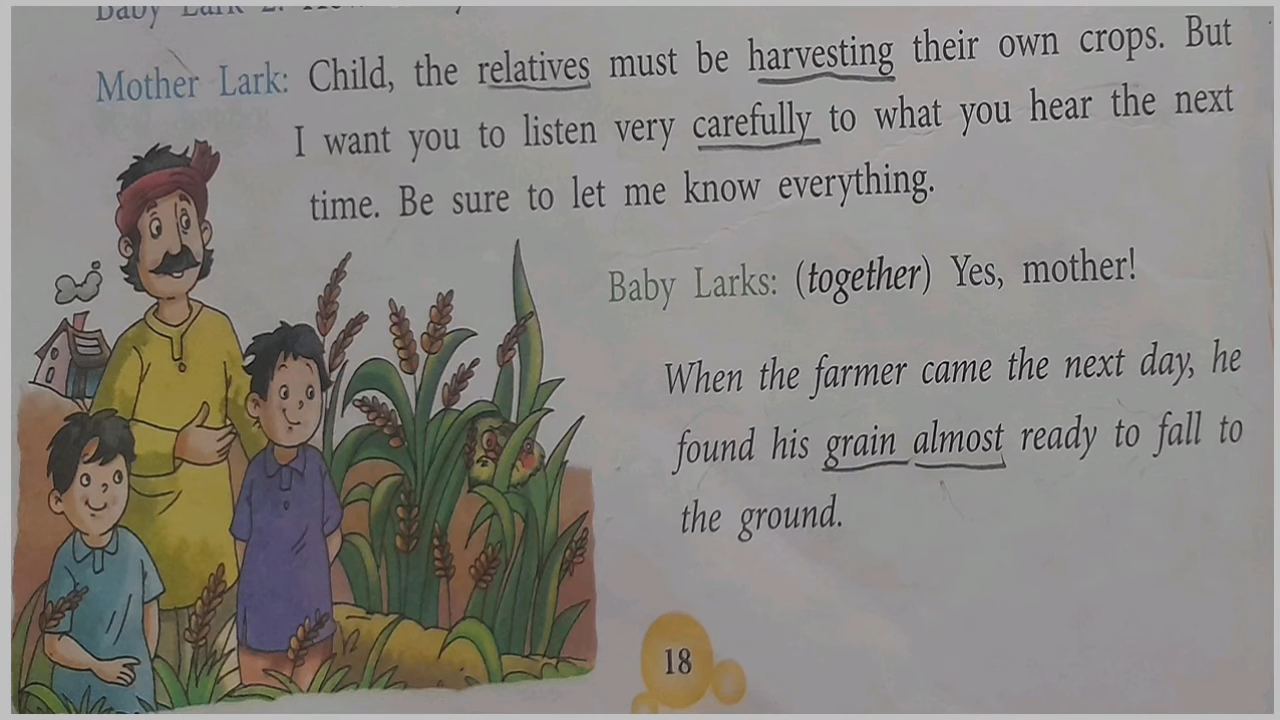 Mother Lark: Child, the relatives must be harvesting their own crops. But
I want you to listen very carefully to what you hear the next
time. Be sure to let me know everything.
Baby Larks: (together) Yes, mother!
When the farmer came the next day, he
found his grain almost ready to fall to
the ground.
18